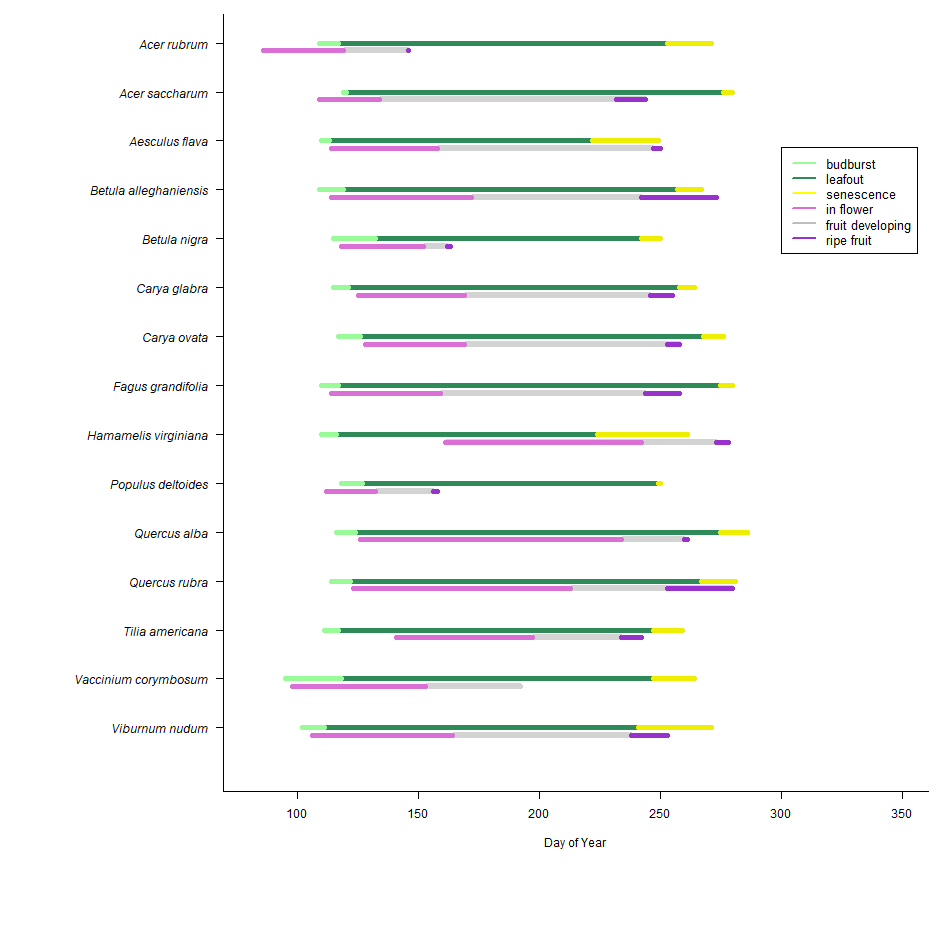 Acer rubrum
Acer saccharum
Aesculus flava
Betula alleghaniensis
Betula nigra
Carya glabra
Carya ovata
Fagus grandifolia
Hamamelis virginiana
Populus deltoides
Quercus alba
Quercus rubra
Tilia americana
Vaccinium corymbosum
Viburnum nudum
budburst
leafout
senescence
in flower
fruit developing
ripe fruit
100 150 200 250 300 350
Day of Year